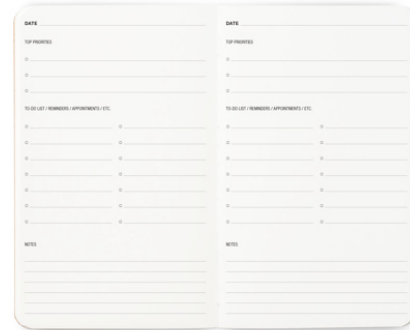 DATE
TOP PRIORITIES
TO-DO LIST / REMINDERS / APPOINTMENTS / ETC.
NOTES
DATE
TOP PRIORITIES
TO-DO LIST / REMINDERS / APPOINTMENTS / ETC.
NOTES